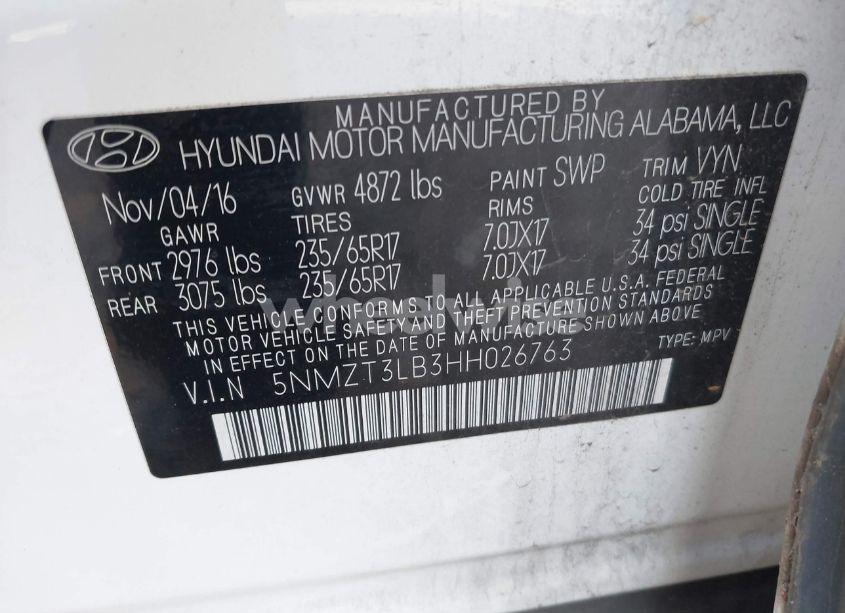 MANUFACTURED BY
HYUNDAI MOTOR MANUFACTURING ALABAMA, LLC
Nov/04/16 GVWR 4872 lbs PAINT SWP TRIM VYN
GAWR TIRES RIMS COLD TIRE INFL
FRONT 2976 lbs 235/65R17 7.0JX17 34 psi SINGLE
REAR 3075 lbs 235/65R17 7.0JX17 34 psi SINGLE
THIS VEHICLE CONFORMS TO ALL APPLICABLE U.S.A. FEDERAL
MOTOR VEHICLE SAFETY AND THEFT PREVENTION STANDARDS
IN EFFECT ON THE DATE OF MANUFACTURE SHOWN ABOVE
V.I.N 5NMZT3LB3HH026763 TYPE: MPV